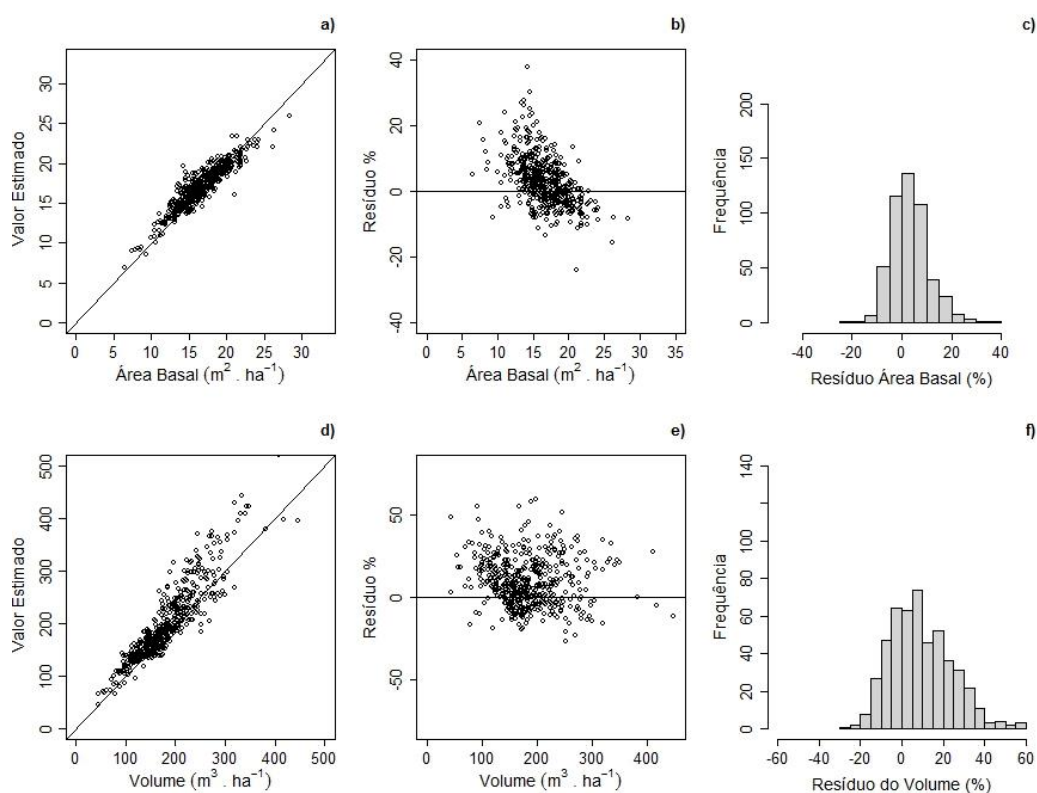 a)
Valor Estimado
0 5 10 15 20 25 30
0 5 10 15 20 25 30
Área Basal (m² . ha⁻¹)
b)
Resíduo %
-40 -20 0 20 40
0 5 10 15 20 25 30 35
Área Basal (m² . ha⁻¹)
c)
Frequência
0 50 100 150 200
-40 -20 0 20 40
Resíduo Área Basal (%)
d)
Valor Estimado
0 100 200 300 400 500
0 100 200 300 400 500
Volume (m³ . ha⁻¹)
e)
Resíduo %
-50 0 50
0 100 200 300 400
Volume (m³ . ha⁻¹)
f)
Frequência
0 20 40 60 80 100 140
-60 -40 -20 0 20 40 60
Resíduo do Volume (%)